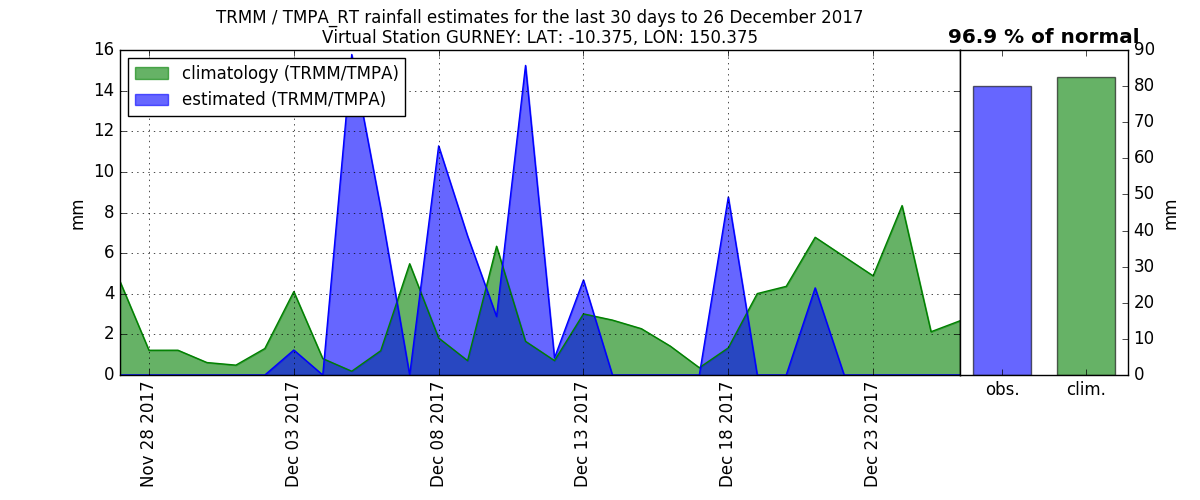 TRMM / TMPA_RT rainfall estimates for the last 30 days to 26 December 2017
Virtual Station GURNEY: LAT: -10.375, LON: 150.375
96.9 % of normal
climatology (TRMM/TMPA)
estimated (TRMM/TMPA)
16
14
12
10
8
6
4
2
0
mm
Nov 28 2017
Dec 03 2017
Dec 08 2017
Dec 13 2017
Dec 18 2017
Dec 23 2017
90
80
70
60
50
40
30
20
10
0
mm
obs.
clim.